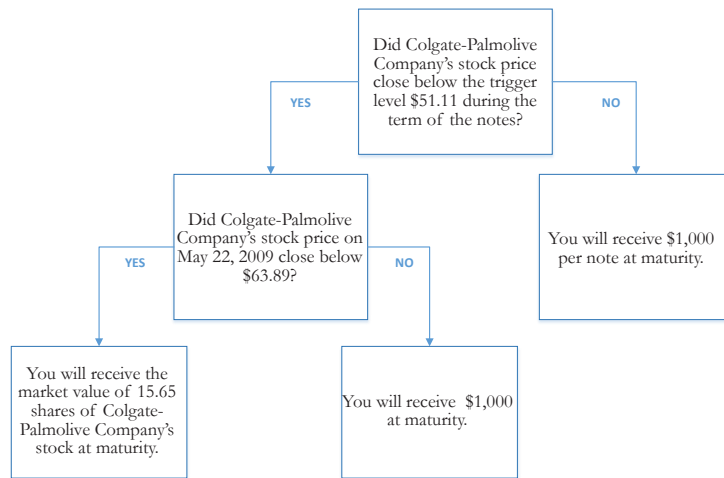 Did Colgate-Palmolive
Company's stock price
close below the trigger
level $51.11 during the
term of the notes?
YES
NO
Did Colgate-Palmolive
Company's stock price on
May 22, 2009 close below
$63.89?
You will receive $1,000
per note at maturity.
YES
NO
You will receive the
market value of 15.65
shares of Colgate-
Palmolive Company's
stock at maturity.
You will receive $1,000
at maturity.